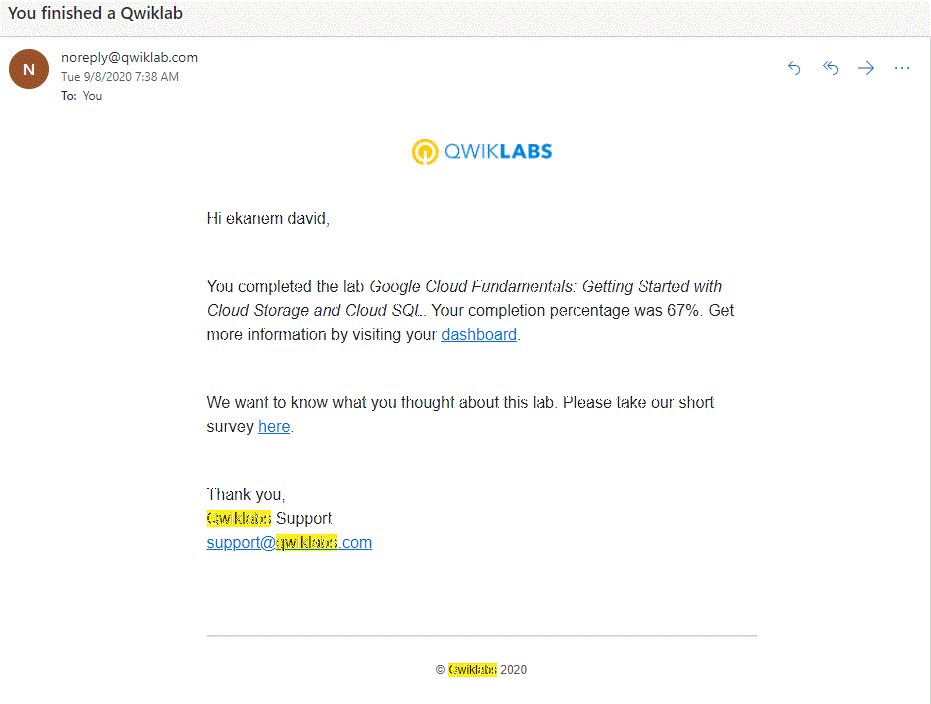 You finished a Qwiklab
N
noreply@qwiklab.com
Tue 9/8/2020 7:38 AM
To: You
QWIKLABS
Hi ekanem david,
You completed the lab Google Cloud Fundamentals: Getting Started with
Cloud Storage and Cloud SQL. Your completion percentage was 67%. Get
more information by visiting your dashboard.
We want to know what you thought about this lab. Please take our short
survey here.
Thank you,
Qwiklabs Support
support@qwiklabs.com
© Qwiklabs 2020